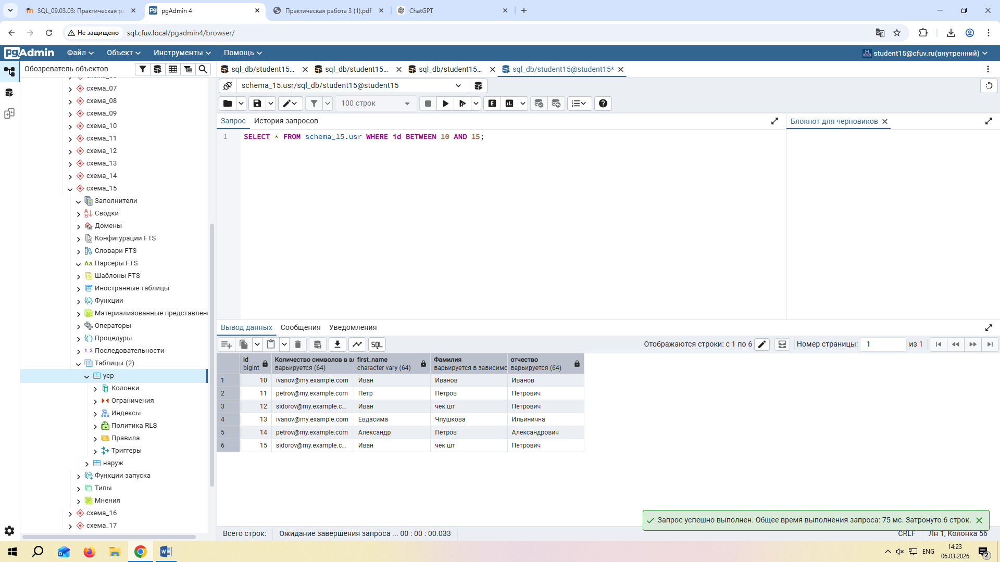 SQL_09.03.03: Практическая р
pgAdmin 4
Практическая работа 3 (1).pdf
ChatGPT
Не защищено
sql.cfuv.local/pgadmin4/browser/
pgAdmin
Файл
Объект
Инструменты
Помощь
student15@cfuv.ru(внутренний)
Обозреватель объектов
sql_db/student15...
sql_db/student15...
sql_db/student15...
sql_db/student15@student15*
schema_15.usr/sql_db/student15@student15
100 строк
Запрос
История запросов
Блокнот для черновиков
1
SELECT * FROM schema_15.usr WHERE id BETWEEN 10 AND 15;
схема_07
схема_08
схема_09
схема_10
схема_11
схема_12
схема_13
схема_14
схема_15
Заполнители
Сводки
Домены
Конфигурации FTS
Словари FTS
Aa Парсеры FTS
Шаблоны FTS
Иностранные таблицы
Функции
Материализованные представлен
Операторы
Процедуры
1..3 Последовательности
Таблицы (2)
уср
Колонки
Ограничения
Индексы
Политика RLS
Правила
Триггеры
наруж
Функции запуска
Типы
Мнения
схема_16
схема_17
Вывод данных
Сообщения
Уведомления
SQL
Отображаются строки: с 1 по 6
Номер страницы:
1
из 1
id
bigint
Количество символов в эл
варьируется (64)
first_name
character vary (64)
Фамилия
варьируется в зависимо
отчество
варьируется (64)
1 10 ivanov@my.example.com Иван Иванов Иванов
2 11 petrov@my.example.com Петр Петров Петрович
3 12 sidorov@my.example.c... Иван чек шт Петрович
4 13 ivanov@my.example.com Евдасима Чпушкова Ильинична
5 14 petrov@my.example.com Александр Петров Александрович
6 15 sidorov@my.example.c... Иван чек шт Петрович
Запрос успешно выполнен. Общее время выполнения запроса: 75 мс. Затронуто 6 строк.
Всего строк:
Ожидание завершения запроса ... 00 : 00 : 00.033
CRLF
Лн 1, Колонка 56
ENG
14:23
06.03.2026
2